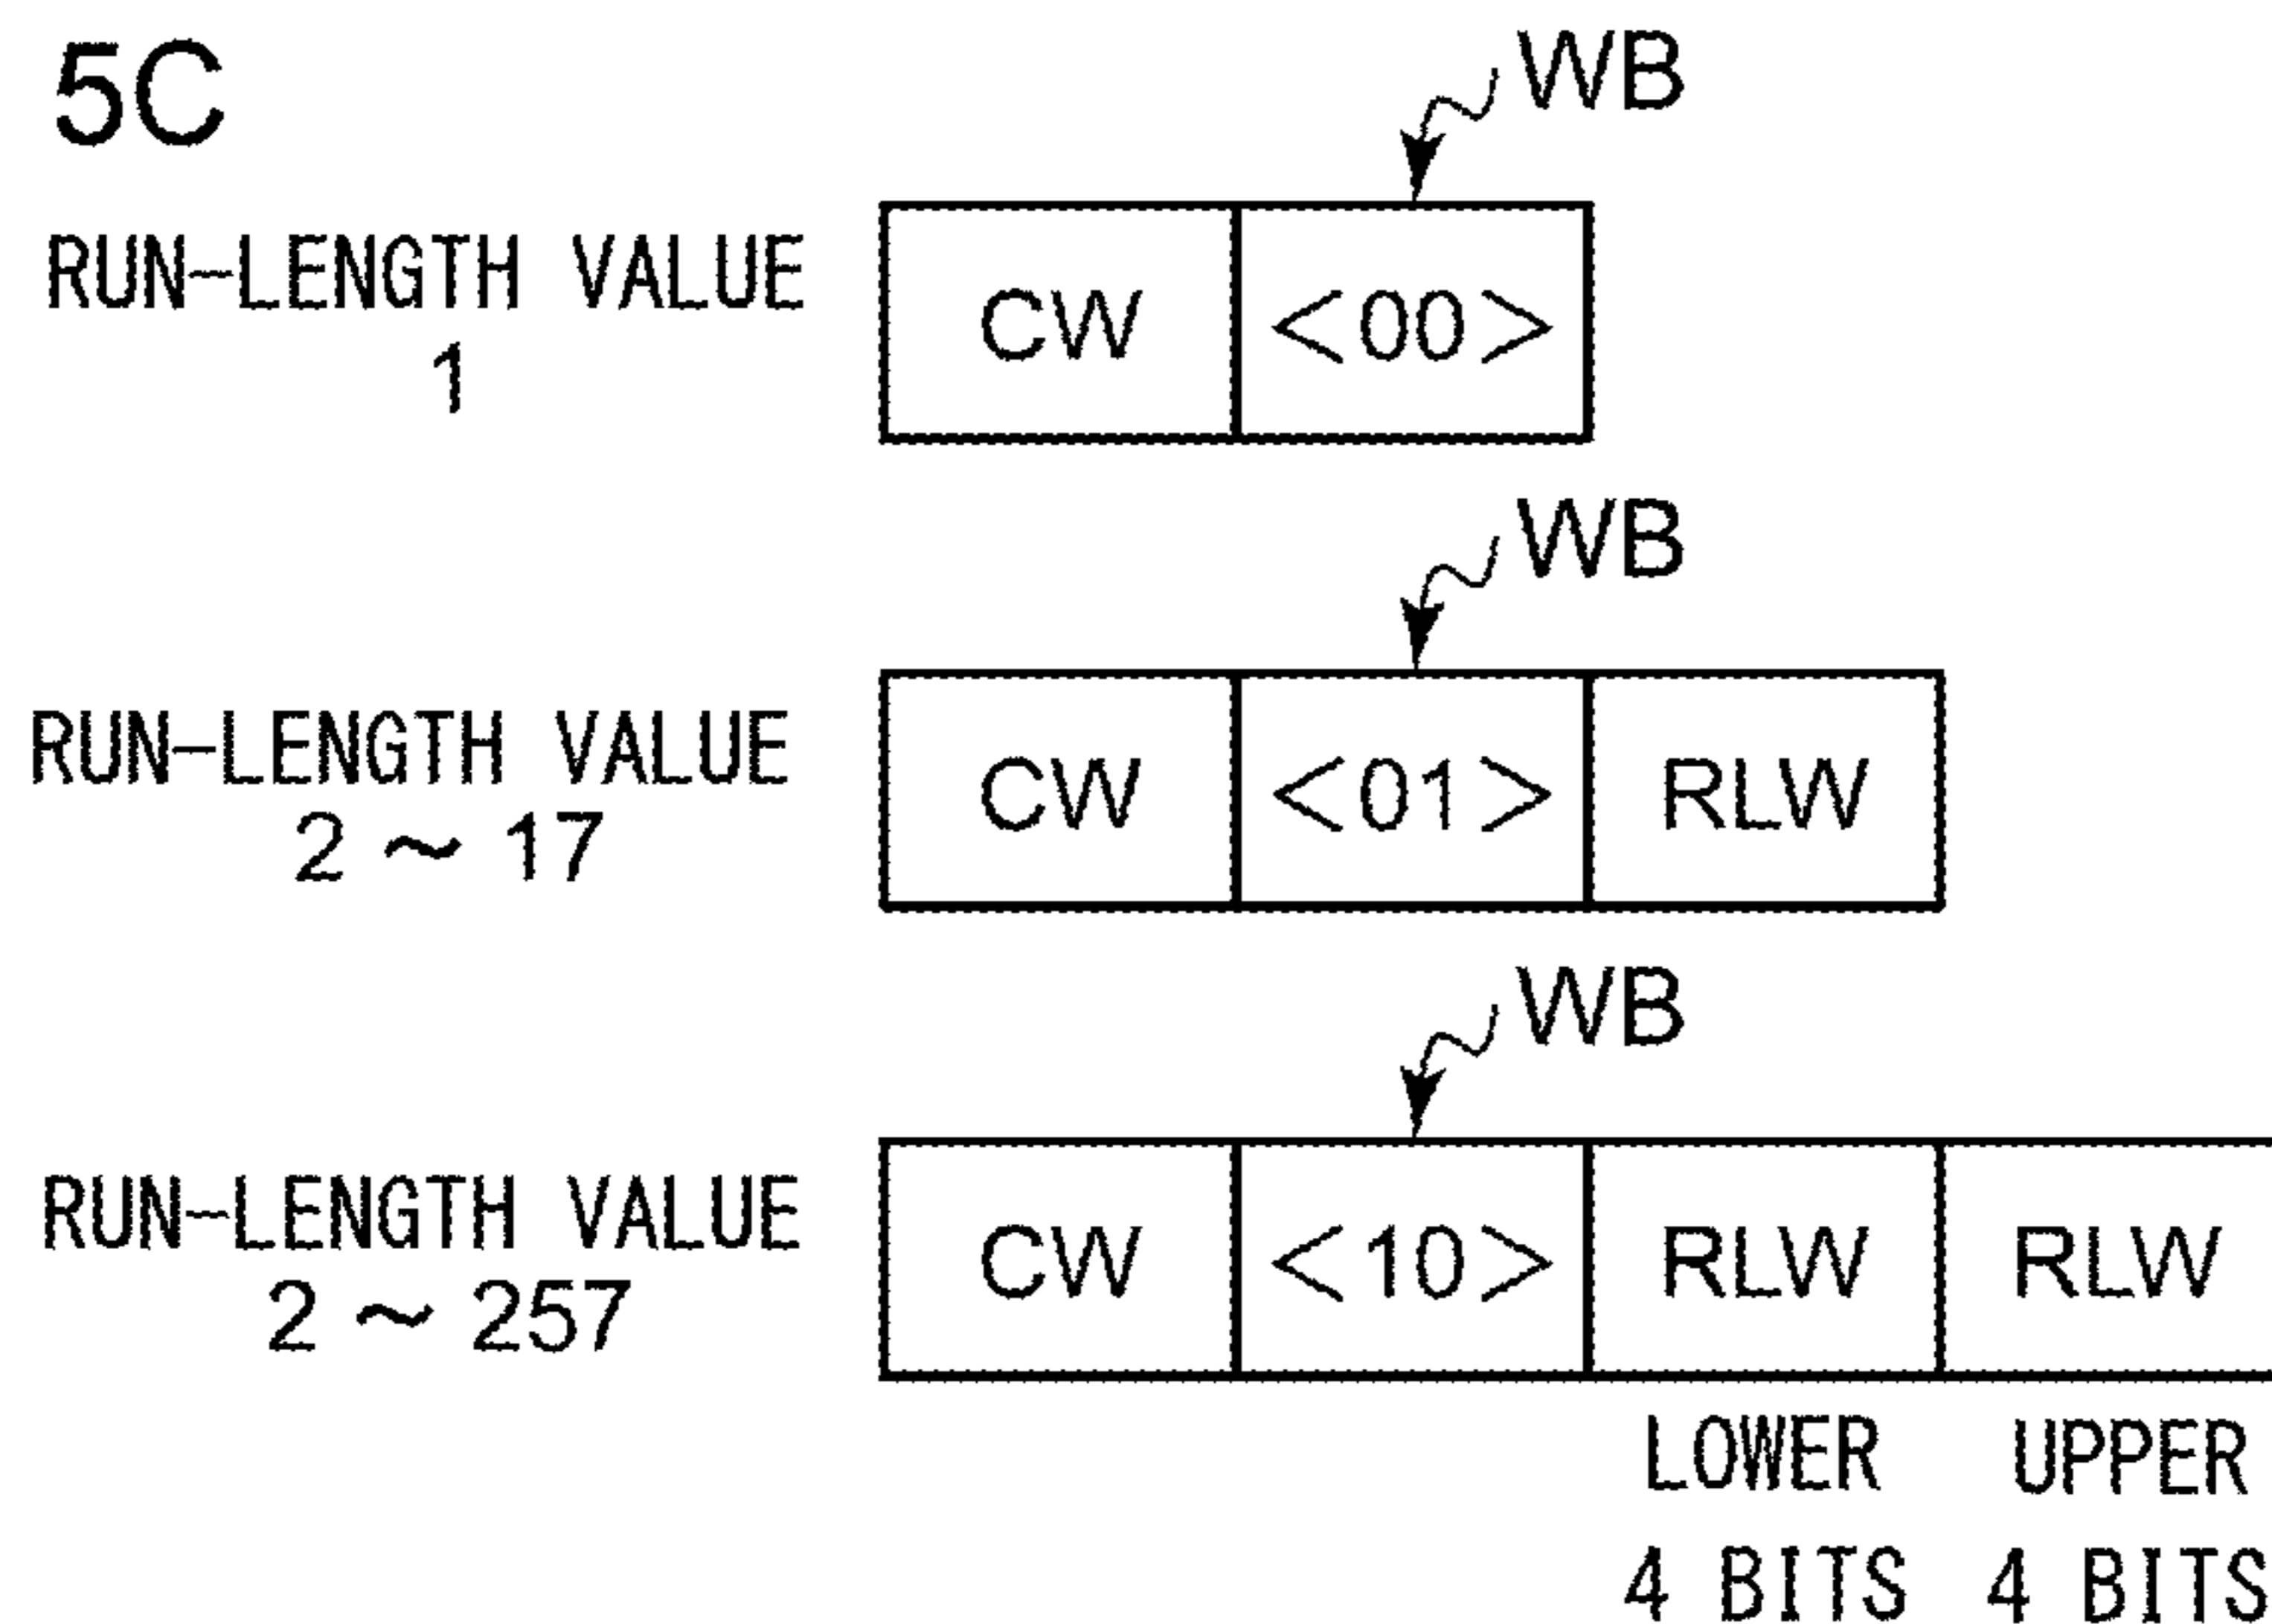 5C
WB
RUN-LENGTH VALUE
1
CW <00>
WB
RUN-LENGTH VALUE
2 ~ 17
CW <01> RLW
WB
RUN-LENGTH VALUE
2 ~ 257
CW <10> RLW RLW
LOWER UPPER
4 BITS 4 BITS